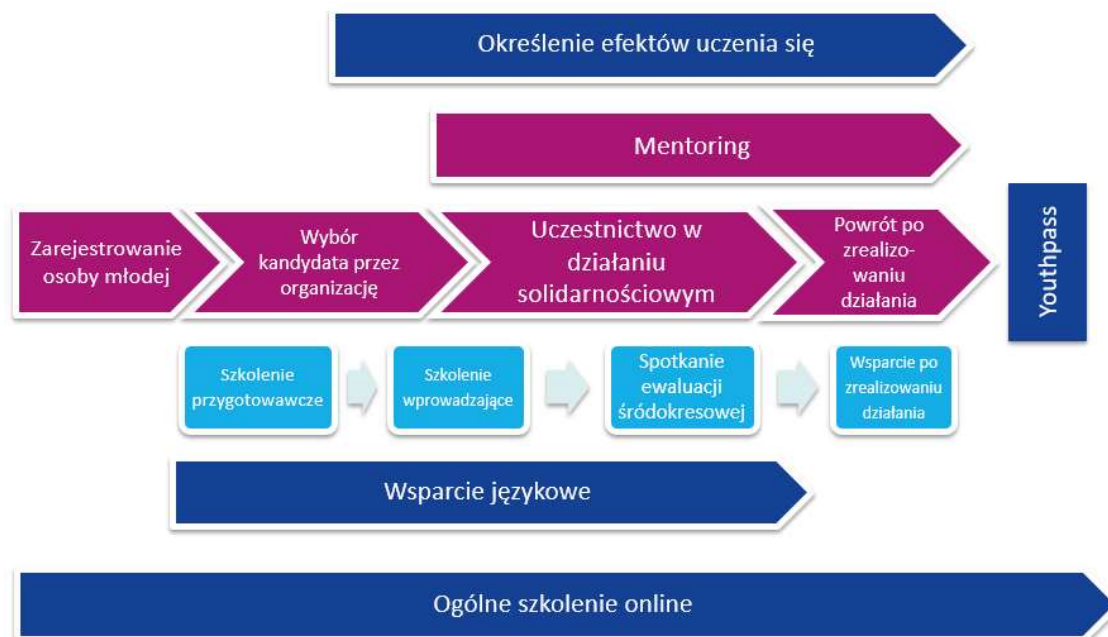 Określenie efektów uczenia się
Mentoring
Zarejestrowanie
osoby młodej
Wybór
kandydata przez
organizację
Uczestnictwo w
działaniu
solidarnościowym
Powrót po
zrealizo-
waniu
działania
Youthpass
Szkolenie
przygotowawcze
Szkolenie
wprowadzające
Spotkanie
ewaluacji
śródokresowej
Wsparcie po
zrealizowaniu
działania
Wsparcie językowe
Ogólne szkolenie online